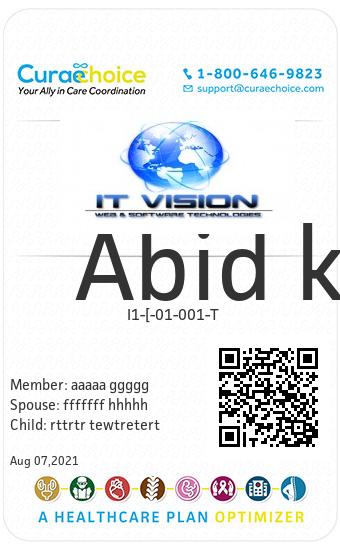 Curaechoice
Your Ally in Care Coordination
1-800-646-9823
support@curaechoice.com
IT VISION
WEB & SOFTWARE TECHNOLOGIES
Abid k
I1-[-01-001-T
Member: aaaaa ggggg
Spouse: fffffff hhhhh
Child: rttrtr tewtretert
Aug 07,2021
A HEALTHCARE PLAN OPTIMIZER